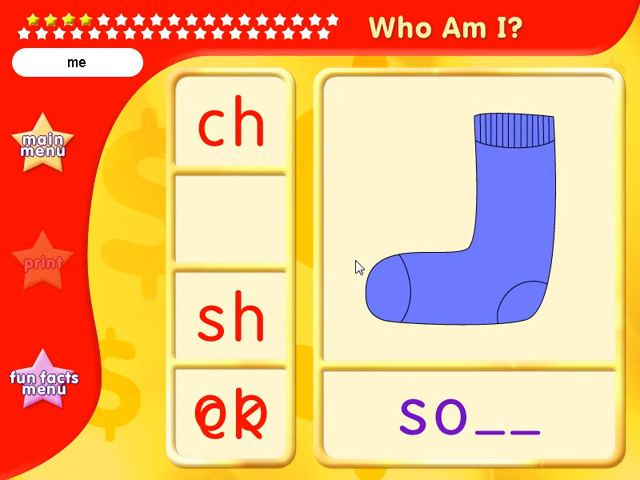 Who Am I?
me
main
menu
print
fun facts
menu
ch
sh
so__